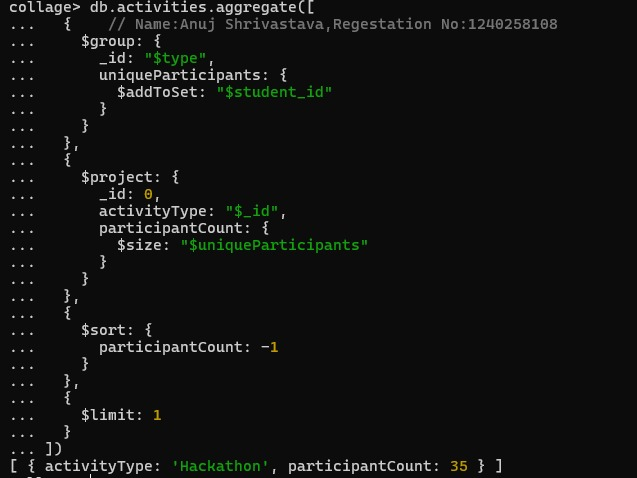 collage> db.activities.aggregate([
...   {    // Name:Anuj Shrivastava,Regestation No:1240258108
...     $group: {
...       _id: "$type",
...       uniqueParticipants: {
...         $addToSet: "$student_id"
...       }
...     }
...   },
...   {
...     $project: {
...       _id: 0,
...       activityType: "$_id",
...       participantCount: {
...         $size: "$uniqueParticipants"
...       }
...     }
...   },
...   {
...     $sort: {
...       participantCount: -1
...     }
...   },
...   {
...     $limit: 1
...   }
... ])
[ { activityType: 'Hackathon', participantCount: 35 } ]